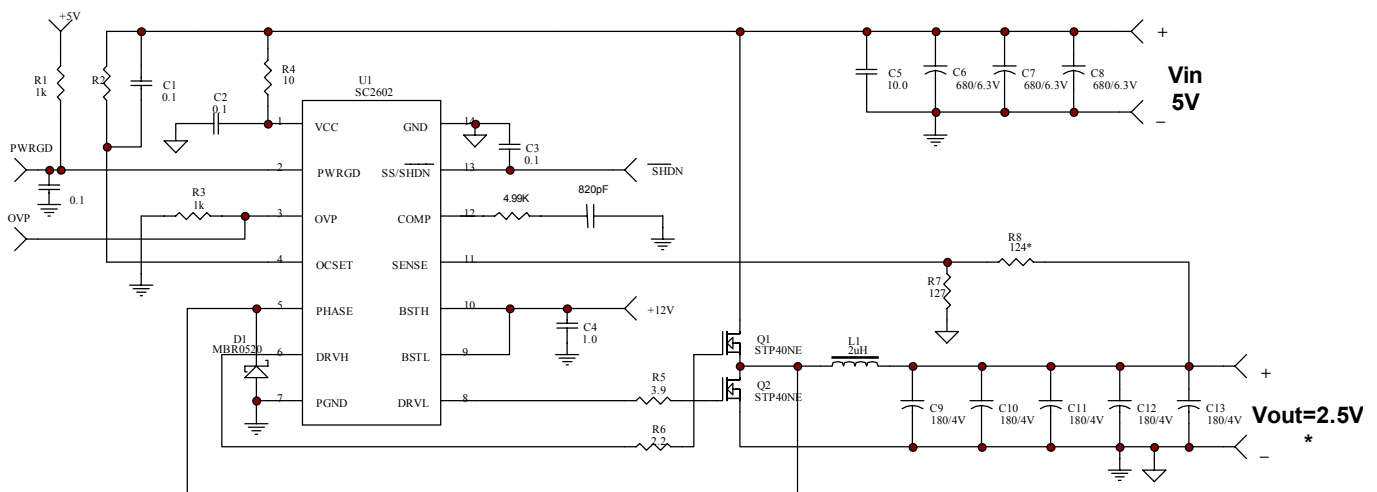 +5V
R1
1k
R2
C1
0.1
C2
0.1
R4
10
U1
SC2602
1
VCC
GND
14
PWRGD
2
PWRGD
SS/SHDN
13
C3
0.1
SHDN
0.1
OVP
R3
1k
3
OVP
COMP
12
4.99K
820pF
4
OCSET
SENSE
11
5
PHASE
BSTH
10
+12V
C4
1.0
D1
MBR0520
6
DRVH
BSTL
9
7
PGND
DRVL
8
R5
3.9
R6
2.2
Q1
STP40NE
Q2
STP40NE
L1
2uH
R7
127
R8
124*
C5
10.0
C6
680/6.3V
C7
680/6.3V
C8
680/6.3V
+
Vin
5V
_
C9
180/4V
C10
180/4V
C11
180/4V
C12
180/4V
C13
180/4V
+
Vout=2.5V
*
_